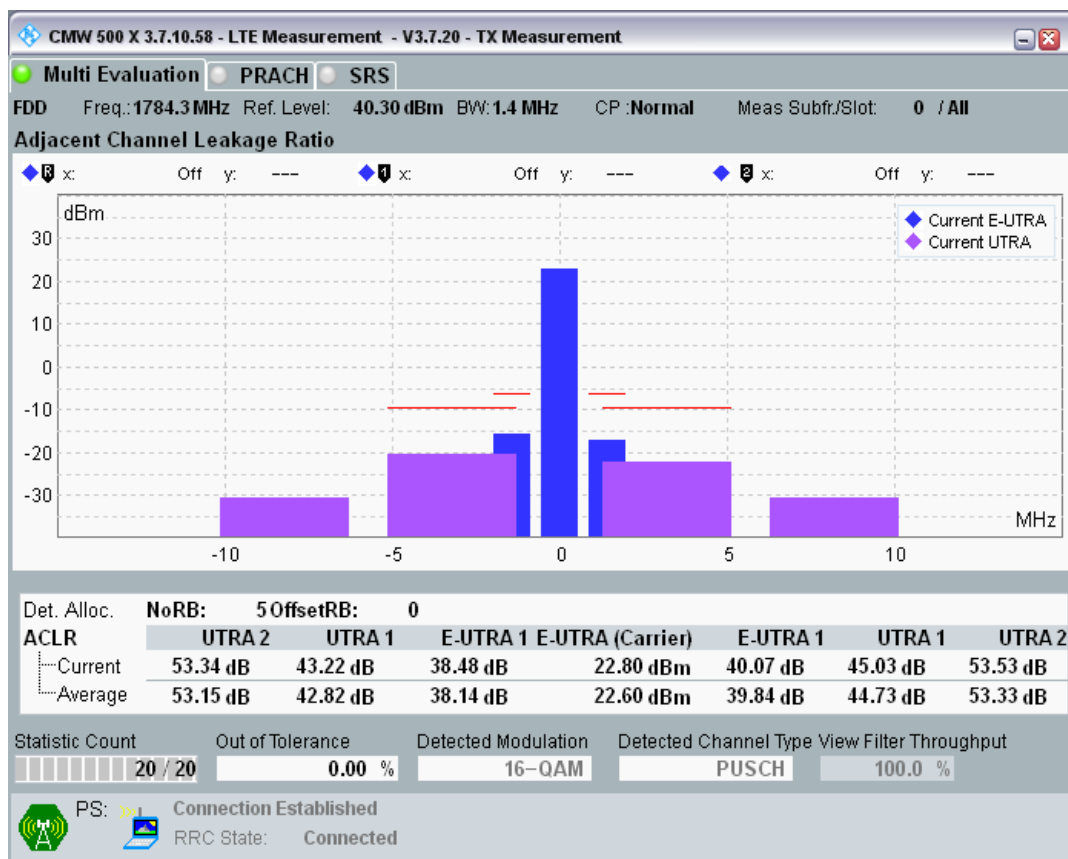 CMW 500 X 3.7.10.58 - LTE Measurement - V3.7.20 - TX Measurement
Multi Evaluation PRACH SRS
FDD Freq.: 1784.3 MHz Ref. Level: 40.30 dBm BW: 1.4 MHz CP :Normal Meas Subfr./Slot: 0 / All
Adjacent Channel Leakage Ratio
R x: Off y: --- 1 x: Off y: --- 2 x: Off y: ---
dBm
Current E-UTRA
Current UTRA
30
20
10
0
-10
-20
-30
MHz
-10 -5 0 5 10
Det. Alloc. NoRB: 5 OffsetRB: 0
ACLR UTRA 2 UTRA 1 E-UTRA 1 E-UTRA (Carrier) E-UTRA 1 UTRA 1 UTRA 2
Current 53.34 dB 43.22 dB 38.48 dB 22.80 dBm 40.07 dB 45.03 dB 53.53 dB
Average 53.15 dB 42.82 dB 38.14 dB 22.60 dBm 39.84 dB 44.73 dB 53.33 dB
Statistic Count Out of Tolerance Detected Modulation Detected Channel Type View Filter Throughput
20 / 20 0.00 % 16-QAM PUSCH 100.0 %
PS: Connection Established
RRC State: Connected